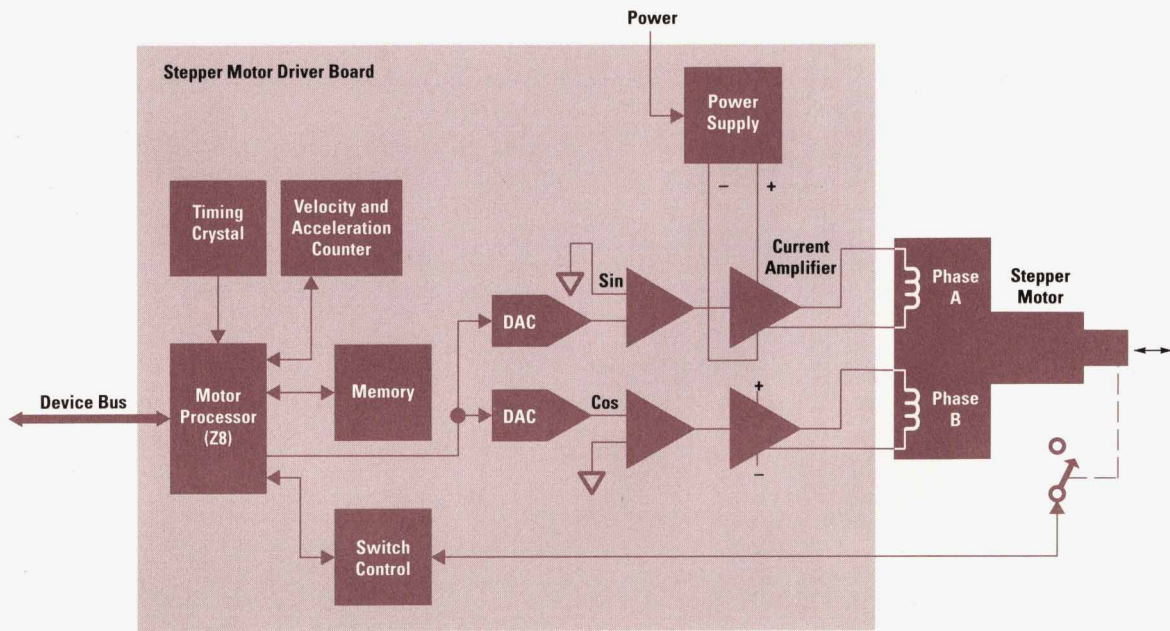 Power
Stepper Motor Driver Board
Power
Supply
−
+
Timing
Crystal
Velocity and
Acceleration
Counter
Sin
Current
Amplifier
Phase
A
Stepper
Motor
DAC
Device Bus
Motor
Processor
(Z8)
Memory
DAC
Cos
+
−
Phase
B
Switch
Control